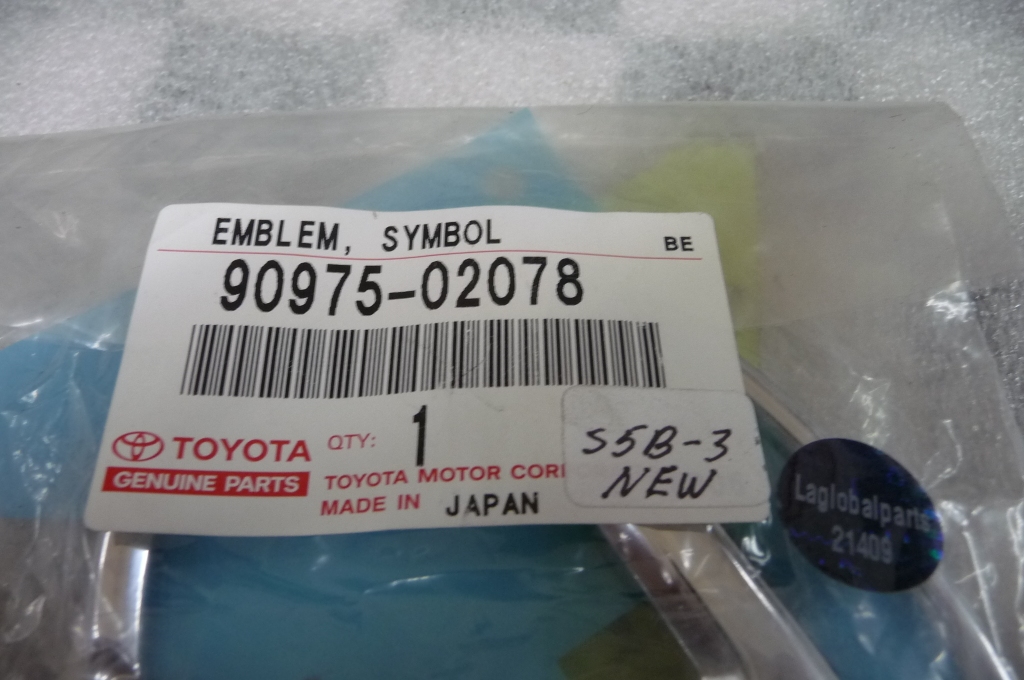 EMBLEM, SYMBOL
BE
90975-02078
TOYOTA
GENUINE PARTS
QTY: 1
TOYOTA MOTOR
MADE IN JAPAN
S5B-3
NEW
Laglobalparts
21409